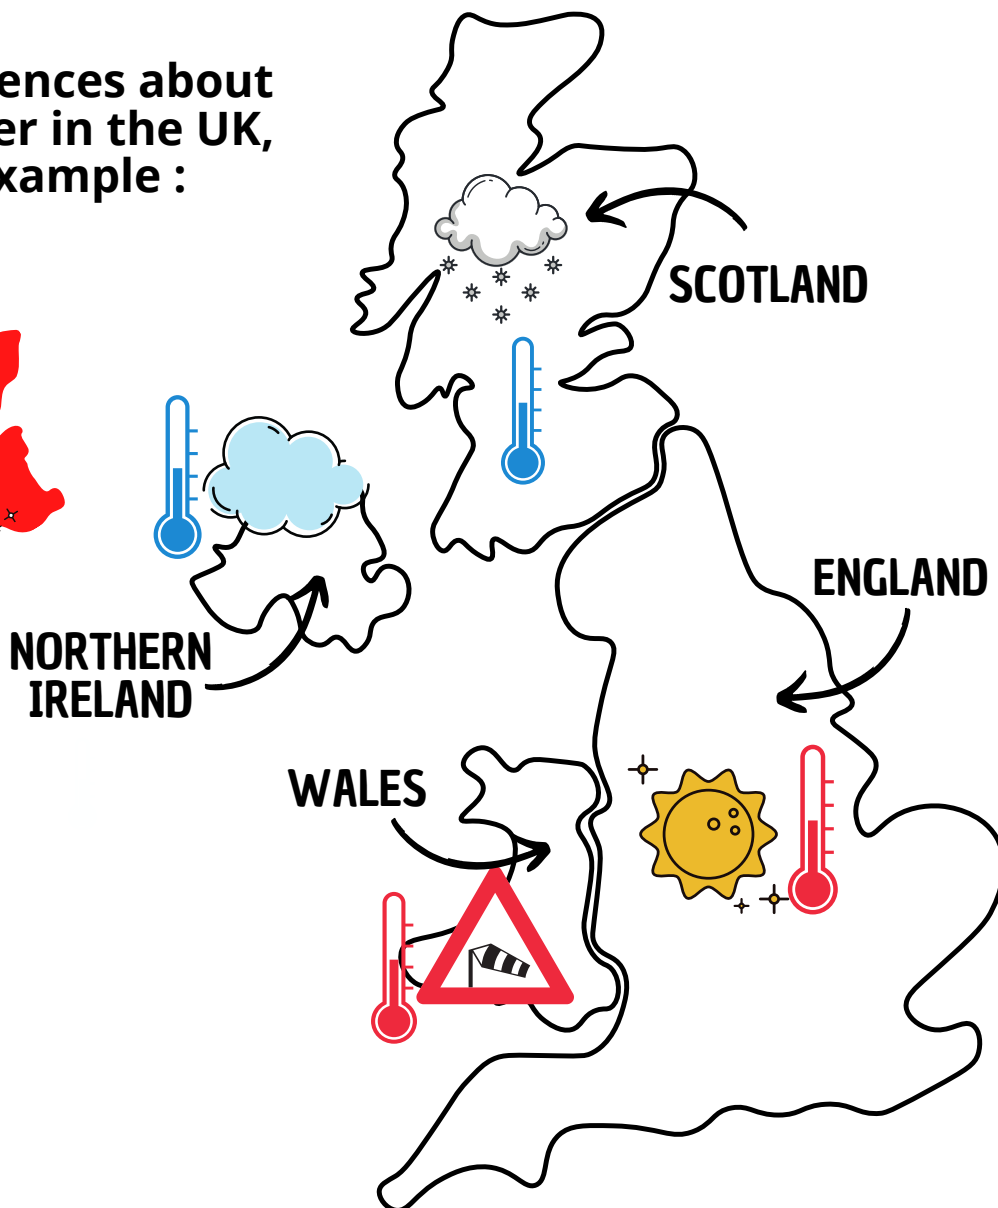 ences about
er in the UK,
xample :
SCOTLAND
ENGLAND
NORTHERN
IRELAND
WALES